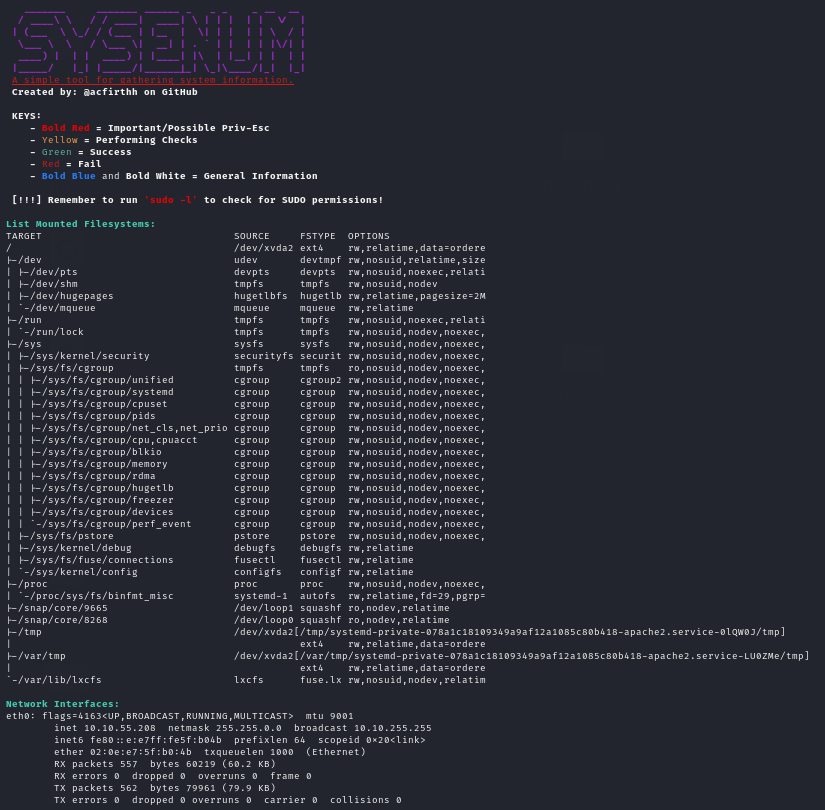 A simple tool for gathering system information.
Created by: @acfirthh on GitHub
KEYS:
- Bold Red = Important/Possible Priv-Esc
- Yellow = Performing Checks
- Green = Success
- Red = Fail
- Bold Blue and Bold White = General Information
[!!!] Remember to run 'sudo -l' to check for SUDO permissions!
List Mounted Filesystems:
TARGET SOURCE FSTYPE OPTIONS
/ /dev/xvda2 ext4 rw,relatime,data=ordere
|-/dev udev devtmpf rw,nosuid,relatime,size
| |-/dev/pts devpts devpts rw,nosuid,noexec,relati
| |-/dev/shm tmpfs tmpfs rw,nosuid,nodev
| |-/dev/hugepages hugetlbfs hugetlb rw,relatime,pagesize=2M
| `-/dev/mqueue mqueue mqueue rw,relatime
|-/run tmpfs tmpfs rw,nosuid,noexec,relati
| `-/run/lock tmpfs tmpfs rw,nosuid,nodev,noexec,
|-/sys sysfs sysfs rw,nosuid,nodev,noexec,
| |-/sys/kernel/security securityfs securit rw,nosuid,nodev,noexec,
| |-/sys/fs/cgroup tmpfs tmpfs ro,nosuid,nodev,noexec,
| | |-/sys/fs/cgroup/unified cgroup cgroup2 rw,nosuid,nodev,noexec,
| | |-/sys/fs/cgroup/systemd cgroup cgroup rw,nosuid,nodev,noexec,
| | |-/sys/fs/cgroup/cpuset cgroup cgroup rw,nosuid,nodev,noexec,
| | |-/sys/fs/cgroup/pids cgroup cgroup rw,nosuid,nodev,noexec,
| | |-/sys/fs/cgroup/net_cls,net_prio cgroup cgroup rw,nosuid,nodev,noexec,
| | |-/sys/fs/cgroup/cpu,cpuacct cgroup cgroup rw,nosuid,nodev,noexec,
| | |-/sys/fs/cgroup/blkio cgroup cgroup rw,nosuid,nodev,noexec,
| | |-/sys/fs/cgroup/memory cgroup cgroup rw,nosuid,nodev,noexec,
| | |-/sys/fs/cgroup/rdma cgroup cgroup rw,nosuid,nodev,noexec,
| | |-/sys/fs/cgroup/hugetlb cgroup cgroup rw,nosuid,nodev,noexec,
| | |-/sys/fs/cgroup/freezer cgroup cgroup rw,nosuid,nodev,noexec,
| | |-/sys/fs/cgroup/devices cgroup cgroup rw,nosuid,nodev,noexec,
| | `-/sys/fs/cgroup/perf_event cgroup cgroup rw,nosuid,nodev,noexec,
| |-/sys/fs/pstore pstore pstore rw,nosuid,nodev,noexec,
| |-/sys/kernel/debug debugfs debugfs rw,relatime
| |-/sys/fs/fuse/connections fusectl fusectl rw,relatime
| `-/sys/kernel/config configfs configf rw,relatime
|-/proc proc proc rw,nosuid,nodev,noexec,
| `-/proc/sys/fs/binfmt_misc systemd-1 autofs rw,relatime,fd=29,pgrp=
|-/snap/core/9665 /dev/loop1 squashf ro,nodev,relatime
|-/snap/core/8268 /dev/loop0 squashf ro,nodev,relatime
|-/tmp /dev/xvda2[/tmp/systemd-private-078a1c18109349a9af12a1085c80b418-apache2.service-0lQW0J/tmp]
| ext4 rw,relatime,data=ordere
|-/var/tmp /dev/xvda2[/var/tmp/systemd-private-078a1c18109349a9af12a1085c80b418-apache2.service-LU0ZMe/tmp]
| ext4 rw,relatime,data=ordere
`-/var/lib/lxcfs lxcfs fuse.lx rw,nosuid,nodev,relatim
Network Interfaces:
eth0: flags=4163<UP,BROADCAST,RUNNING,MULTICAST> mtu 9001
inet 10.10.55.208 netmask 255.255.0.0 broadcast 10.10.255.255
inet6 fe80::e:e7ff:fe5f:b04b prefixlen 64 scopeid 0×20<link>
ether 02:0e:e7:5f:b0:4b txqueuelen 1000 (Ethernet)
RX packets 557 bytes 60219 (60.2 KB)
RX errors 0 dropped 0 overruns 0 frame 0
TX packets 562 bytes 79961 (79.9 KB)
TX errors 0 dropped 0 overruns 0 carrier 0 collisions 0